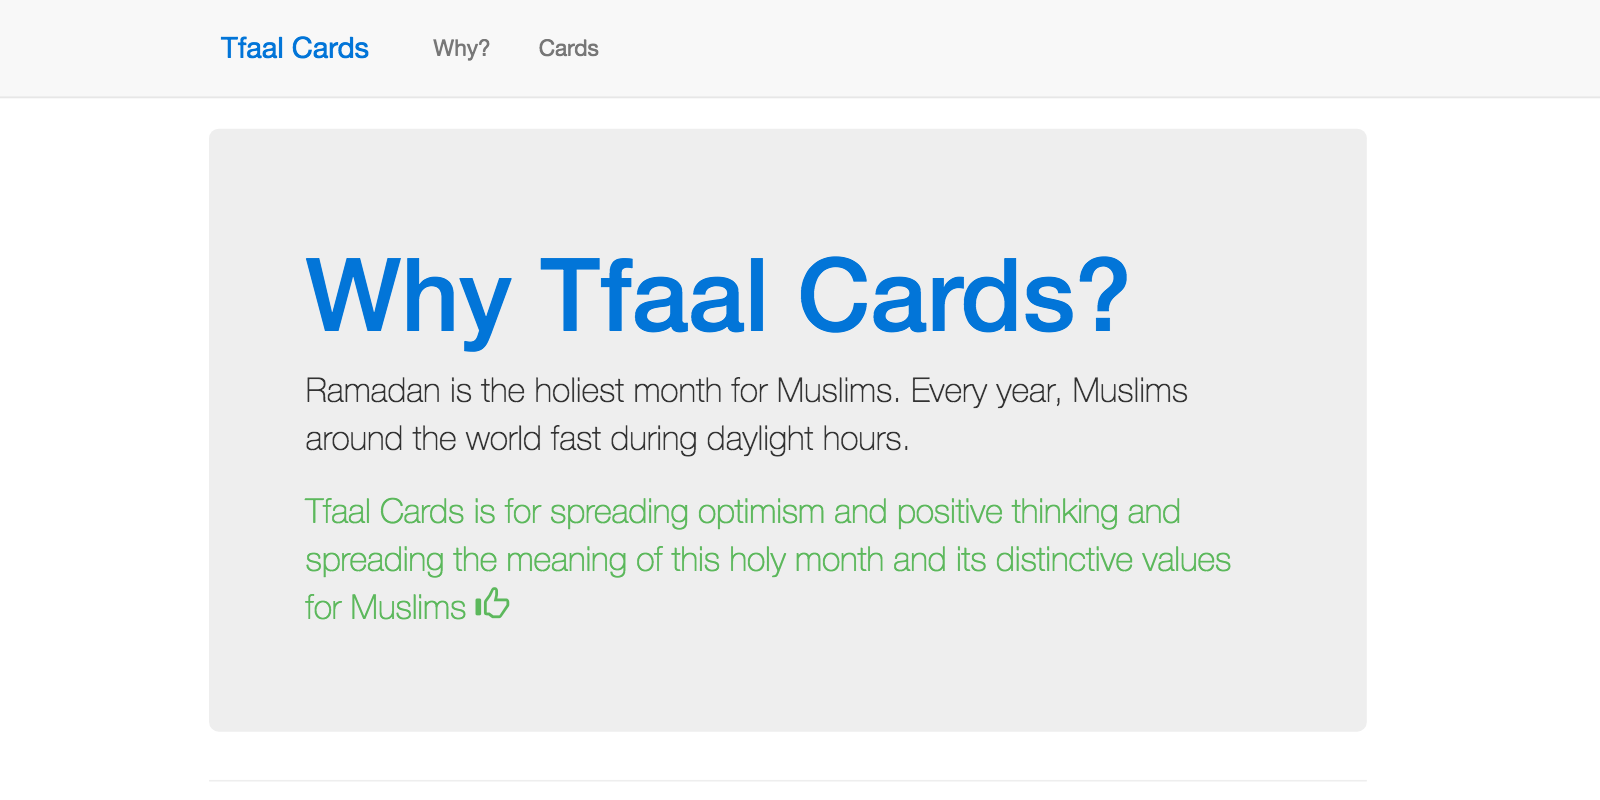 Tfaal Cards
Why?
Cards
Why Tfaal Cards?
Ramadan is the holiest month for Muslims. Every year, Muslims
around the world fast during daylight hours.
Tfaal Cards is for spreading optimism and positive thinking and
spreading the meaning of this holy month and its distinctive values
for Muslims